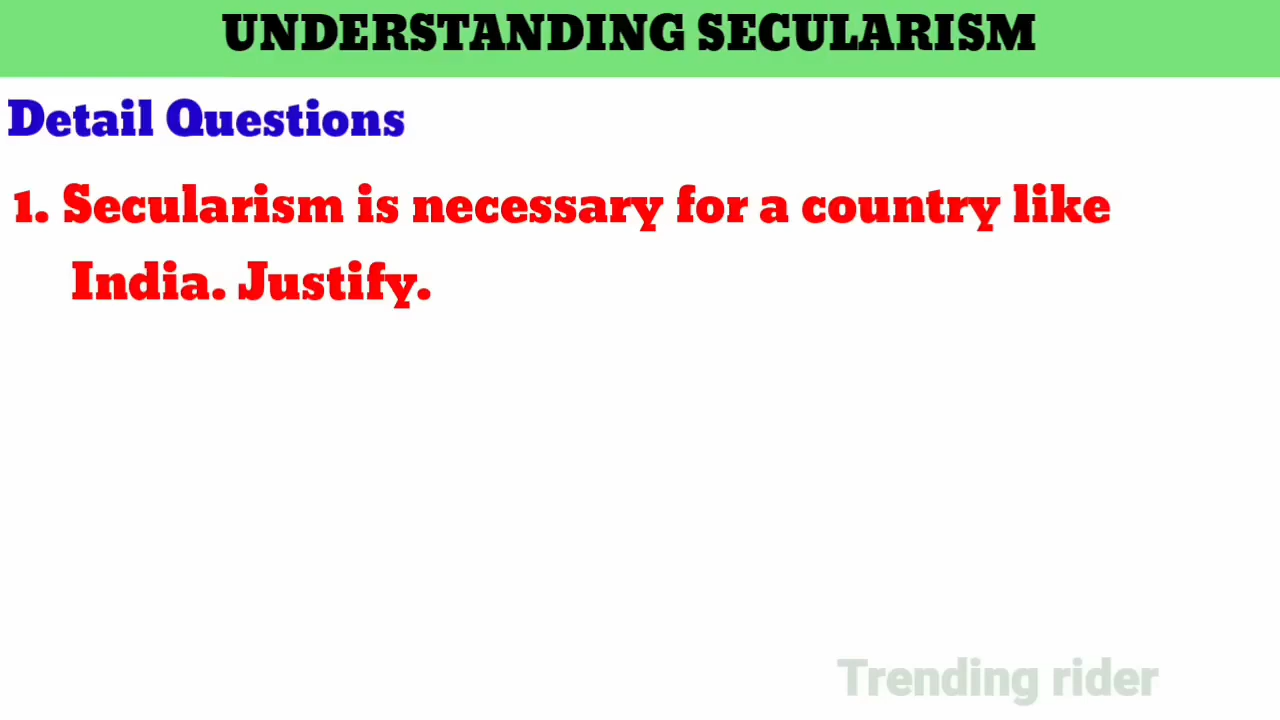 UNDERSTANDING SECULARISM
Detail Questions
1. Secularism is necessary for a country like
India. Justify.
Trending rider